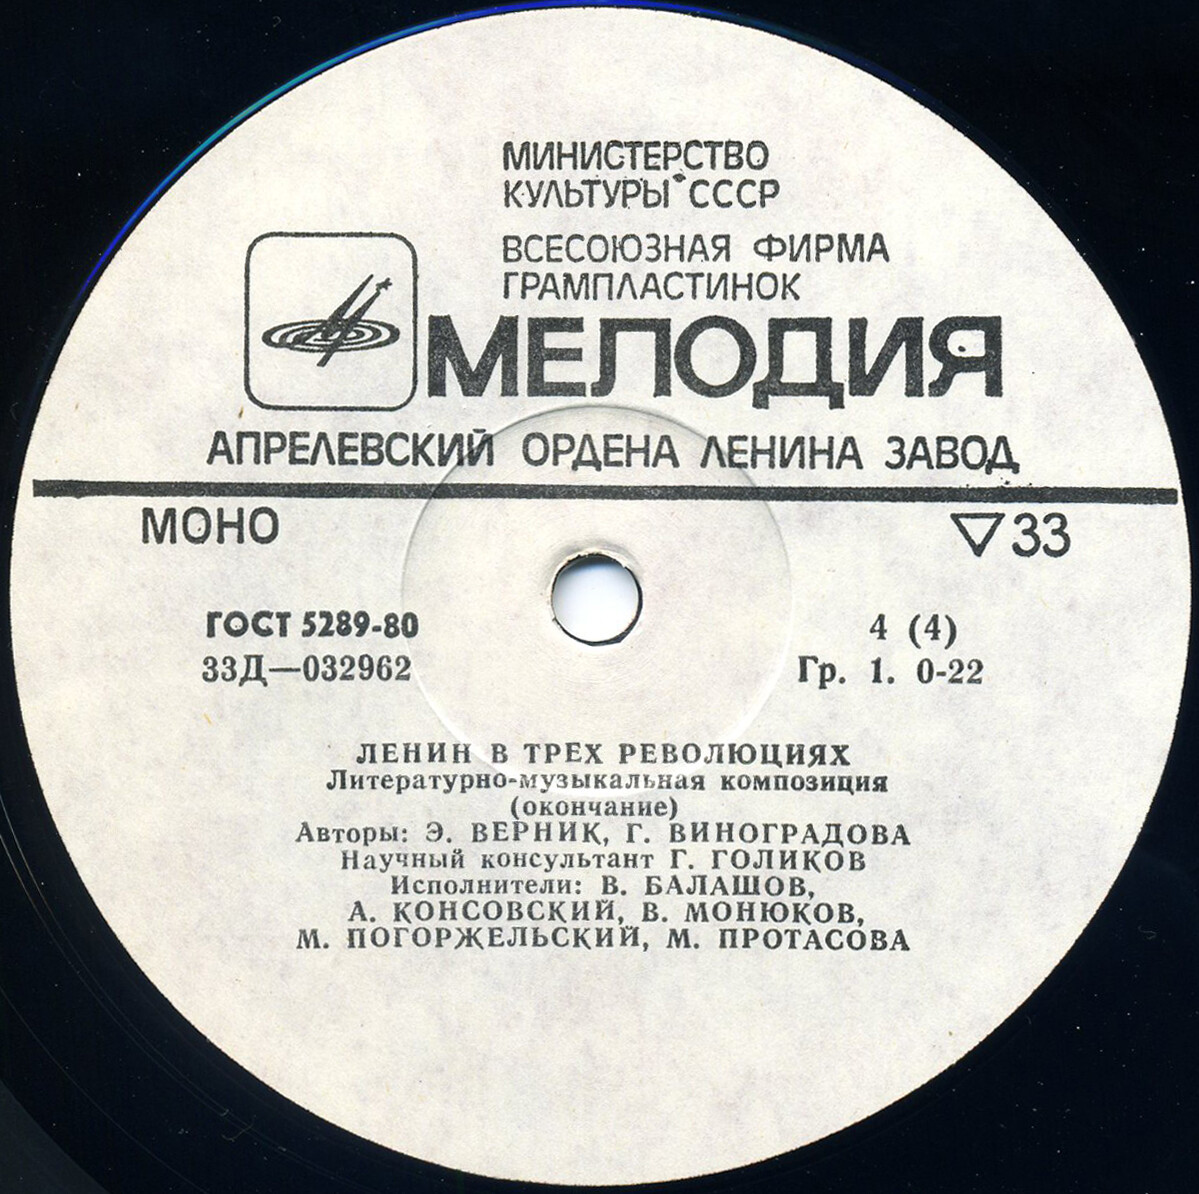 МИНИСТЕРСТВО
КУЛЬТУРЫ СССР
ВСЕСОЮЗНАЯ ФИРМА
ГРАМПЛАСТИНОК
МЕЛОДИЯ
АПРЕЛЕВСКИЙ ОРДЕНА ЛЕНИНА ЗАВОД
МОНО
▽33
ГОСТ 5289-80
4 (4)
33Д—032962
Гр. 1. 0-22
ЛЕНИН В ТРЕХ РЕВОЛЮЦИЯХ
Литературно-музыкальная композиция
(окончание)
Авторы: Э. ВЕРНИК, Г. ВИНОГРАДОВА
Научный консультант Г. ГОЛИКОВ
Исполнители: В. БАЛАШОВ,
А. КОНСОВСКИЙ, В. МОНЮКОВ,
М. ПОГОРЖЕЛЬСКИЙ, М. ПРОТАСОВА